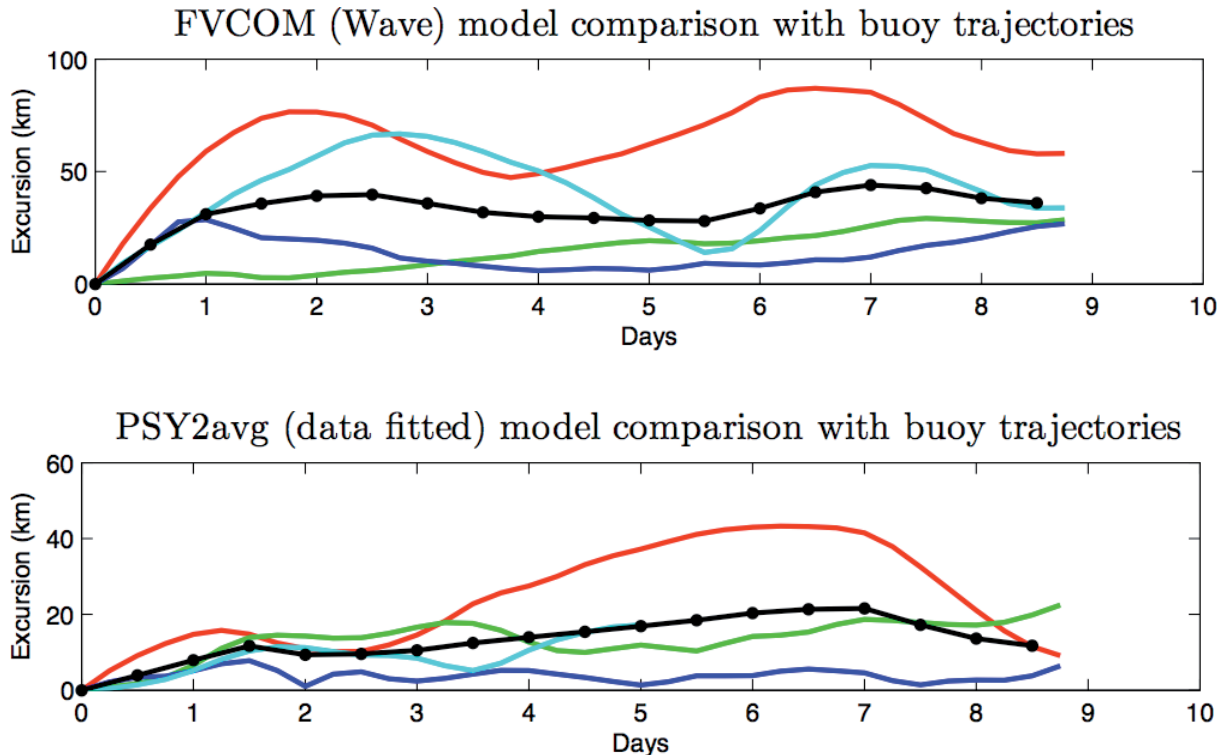 FVCOM (Wave) model comparison with buoy trajectories
100
50
0
Excursion (km)
0 1 2 3 4 5 6 7 8 9 10
Days
PSY2avg (data fitted) model comparison with buoy trajectories
60
40
20
0
Excursion (km)
0 1 2 3 4 5 6 7 8 9 10
Days